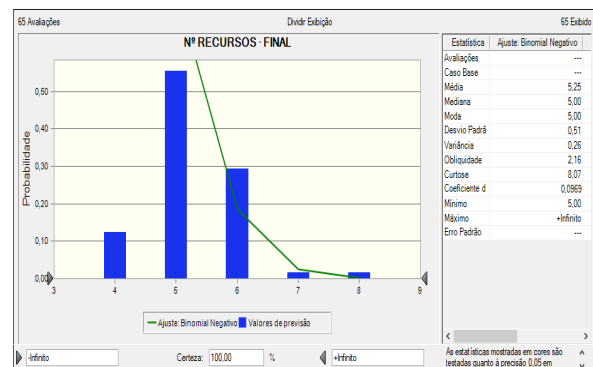 65 Avaliações Dividir Exibição 65 Exibido
Nº RECURSOS - FINAL
Probabilidade
0,50
0,40
0,30
0,20
0,10
0,00
3 4 5 6 7 8 9
Ajuste: Binomial Negativo Valores de previsão
Estatística Ajuste: Binomial Negativo
Avaliações ---
Caso Base ---
Média 5,25
Mediana 5,00
Moda 5,00
Desvio Padrã 0,51
Variância 0,26
Obliquidade 2,16
Curtose 8,07
Coeficiente d 0,0969
Mínimo 5,00
Máximo +Infinito
Erro Padrão ---
-Infinito Certeza: 100,00 % +Infinito
As estatísticas mostradas em cores são
testadas quanto à precisão 0,05 em